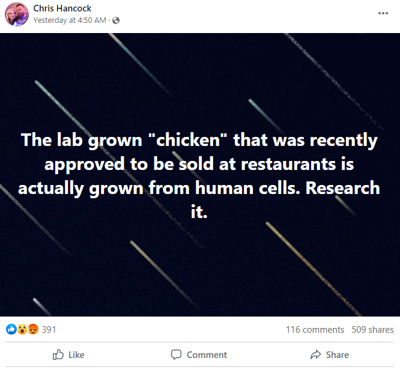 Chris Hancock
Yesterday at 4:50 AM ·
The lab grown "chicken" that was recently
approved to be sold at restaurants is
actually grown from human cells. Research
it.
391
116 comments 509 shares
Like Comment Share